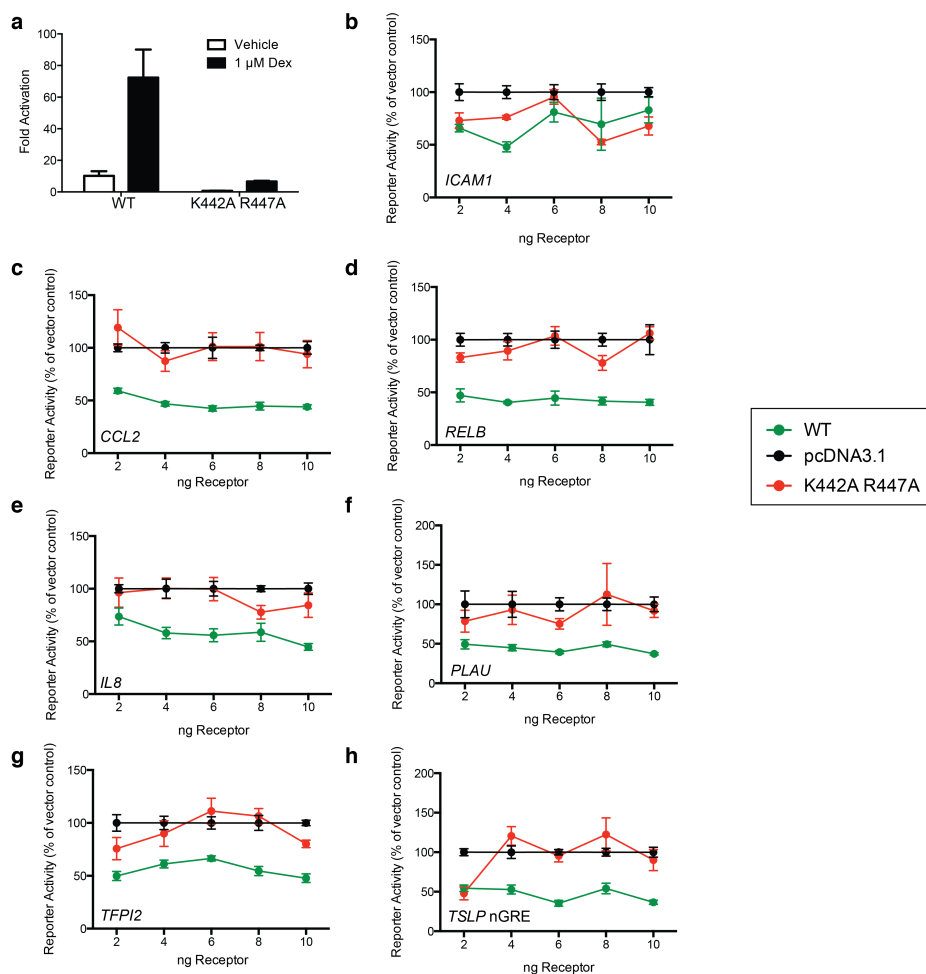 a
Fold Activation
100
80
60
40
20
0
Vehicle
1 µM Dex
WT
K442A R447A
b
Reporter Activity (% of vector control)
150
100
50
0
ICAM1
2 4 6 8 10
ng Receptor
c
Reporter Activity (% of vector control)
150
100
50
0
CCL2
2 4 6 8 10
ng Receptor
d
Reporter Activity (% of vector control)
150
100
50
0
RELB
2 4 6 8 10
ng Receptor
WT
pcDNA3.1
K442A R447A
e
Reporter Activity (% of vector control)
150
100
50
0
IL8
2 4 6 8 10
ng Receptor
f
Reporter Activity (% of vector control)
200
150
100
50
0
PLAU
2 4 6 8 10
ng Receptor
g
Reporter Activity (% of vector control)
150
100
50
0
TFPI2
2 4 6 8 10
ng Receptor
h
Reporter Activity (% of vector control)
200
150
100
50
0
TSLP nGRE
2 4 6 8 10
ng Receptor